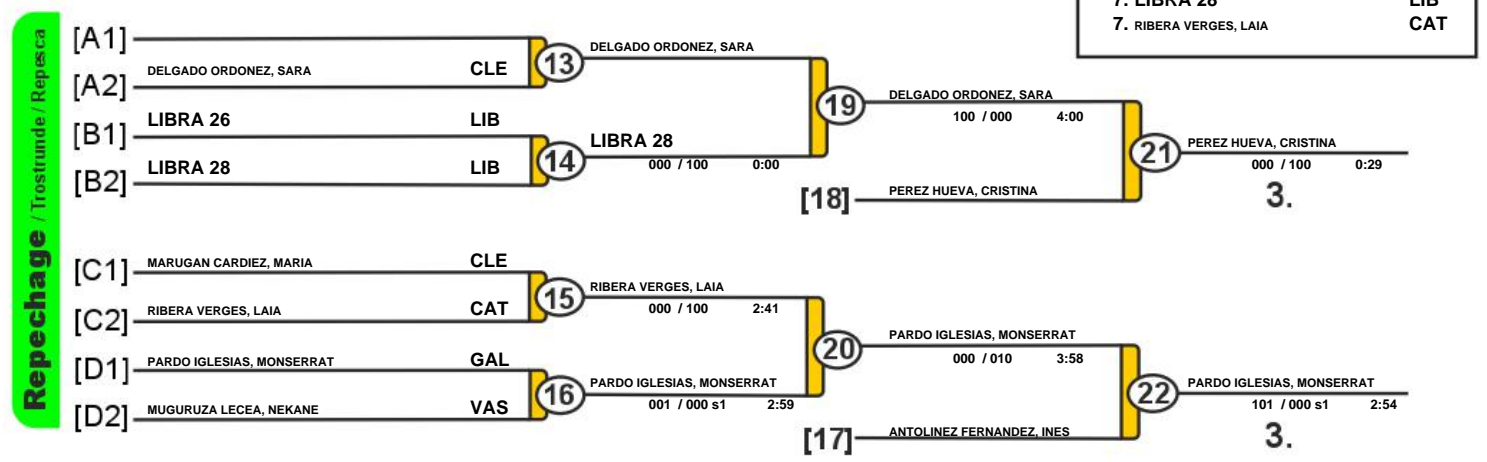 7. LIBRA 28 LIB
7. RIBERA VERGES, LAIA CAT
Repechage / Trostrunde / Repesca
[A1]
[A2] DELGADO ORDONEZ, SARA CLE
13 DELGADO ORDONEZ, SARA
[B1] LIBRA 26 LIB
[B2] LIBRA 28 LIB
14 LIBRA 28
000 / 100 0:00
19 DELGADO ORDONEZ, SARA
100 / 000 4:00
[18] PEREZ HUEVA, CRISTINA
21 PEREZ HUEVA, CRISTINA
000 / 100 0:29
3.
[C1] MARUGAN CARDIEZ, MARIA CLE
[C2] RIBERA VERGES, LAIA CAT
15 RIBERA VERGES, LAIA
000 / 100 2:41
[D1] PARDO IGLESIAS, MONSERRAT GAL
[D2] MUGURUZA LECEA, NEKANE VAS
16 PARDO IGLESIAS, MONSERRAT
001 / 000 s1 2:59
20 PARDO IGLESIAS, MONSERRAT
000 / 010 3:58
[17] ANTOLINEZ FERNANDEZ, INES
22 PARDO IGLESIAS, MONSERRAT
101 / 000 s1 2:54
3.